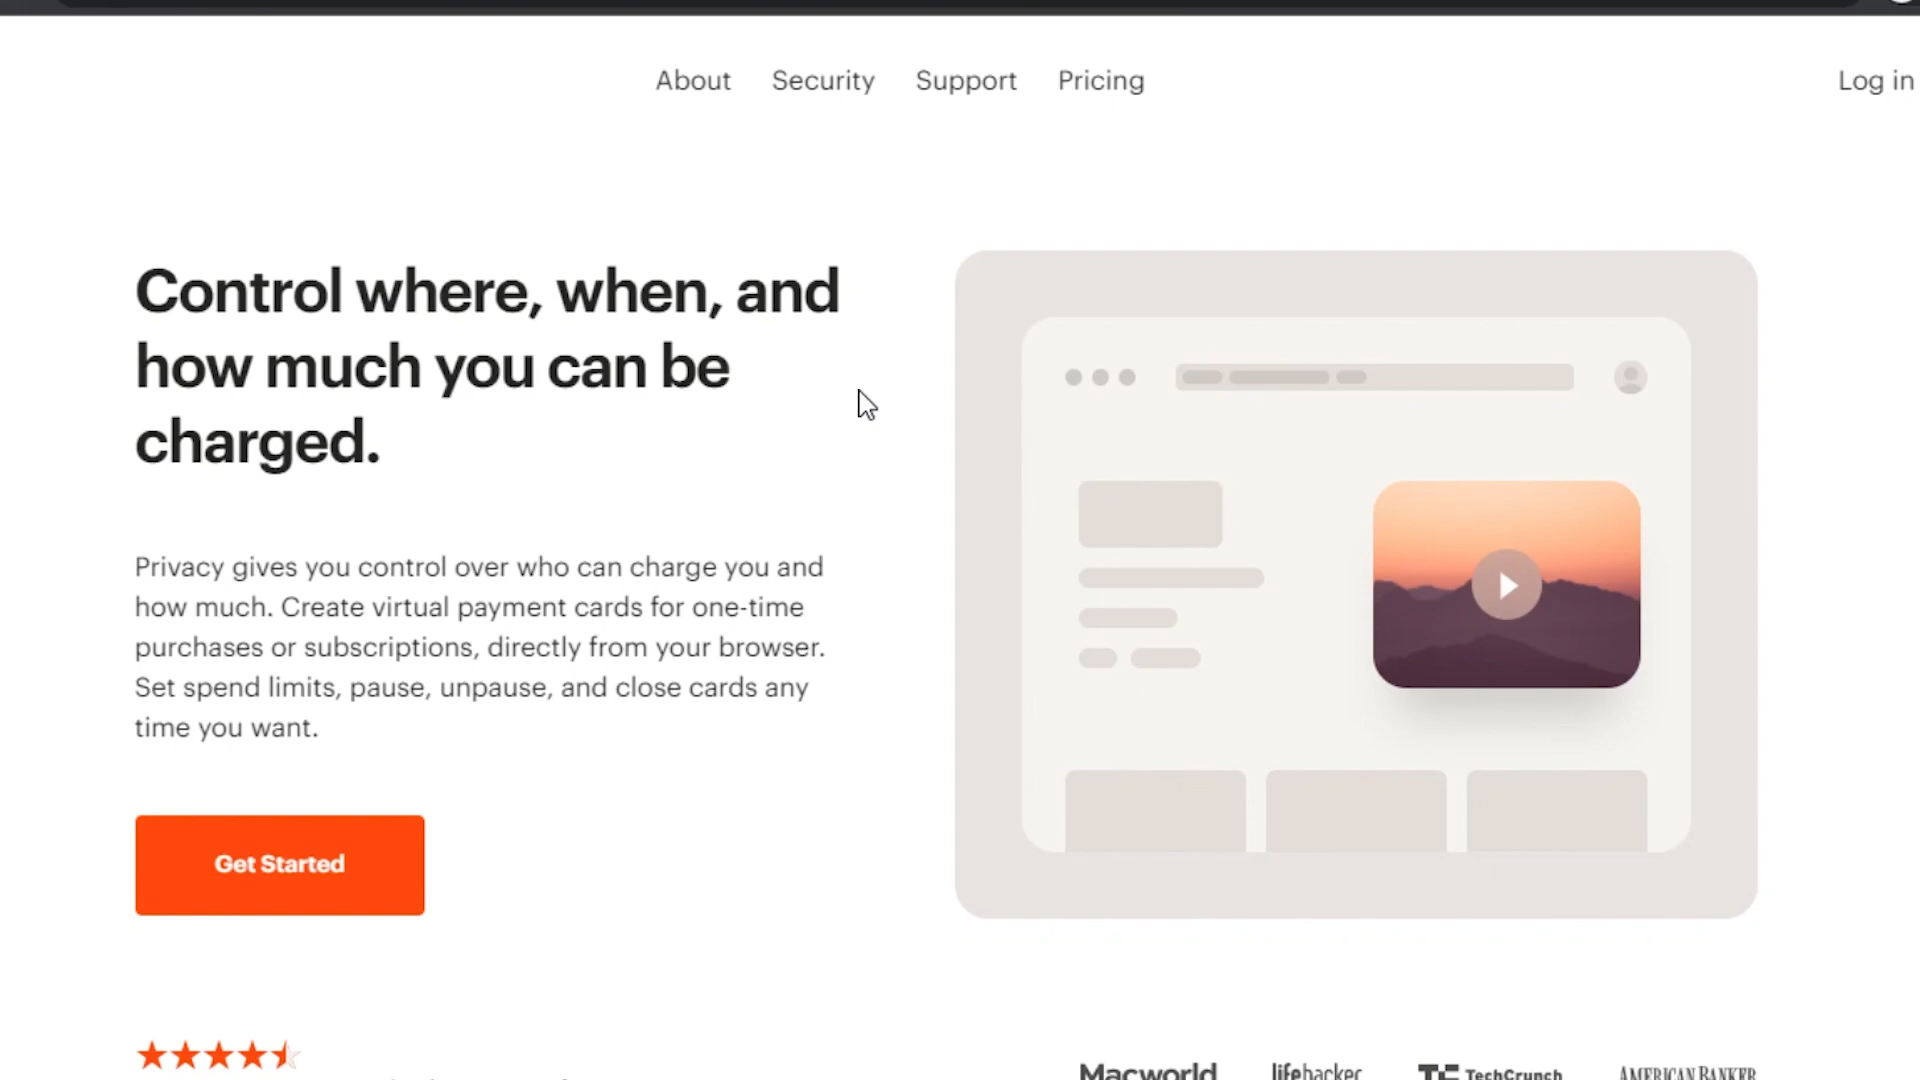 About Security Support Pricing Log in
Control where, when, and
how much you can be
charged.
Privacy gives you control over who can charge you and
how much. Create virtual payment cards for one-time
purchases or subscriptions, directly from your browser.
Set spend limits, pause, unpause, and close cards any
time you want.
Get Started
Macworld lifehacker TechCrunch AMERICAN BANKER